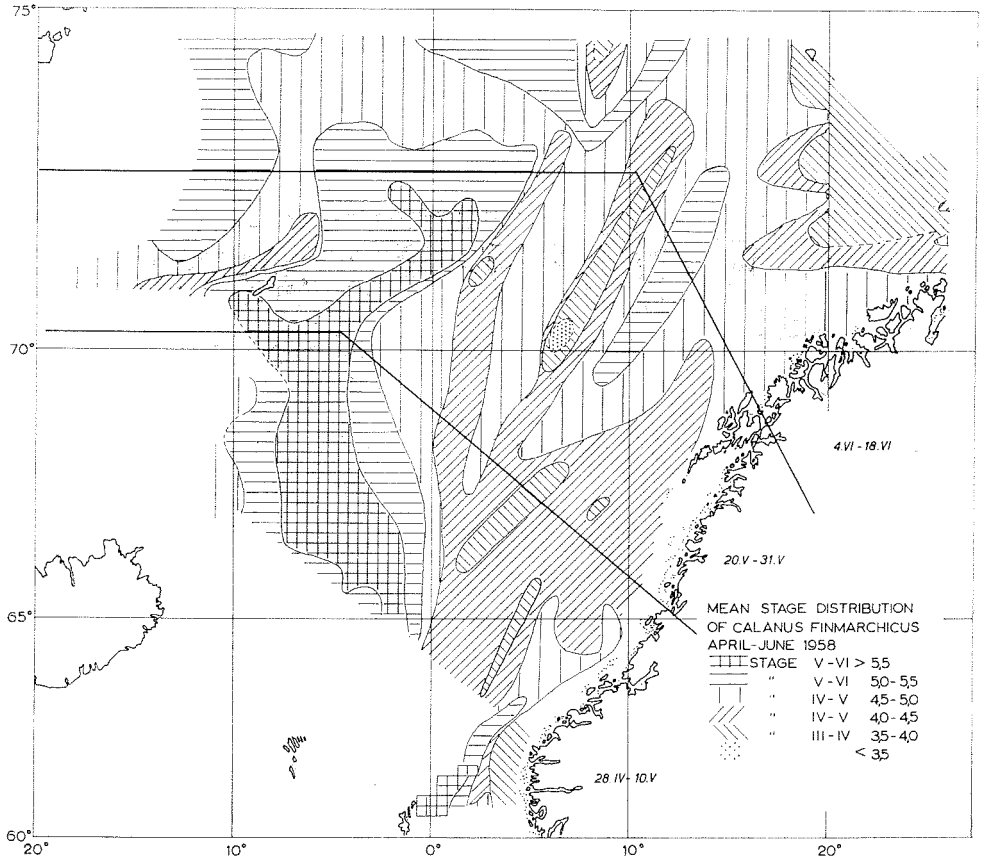 75°
70°
4.VI - 18.VI
20.V - 31.V
65°
MEAN STAGE DISTRIBUTION
OF CALANUS FINMARCHICUS
APRIL-JUNE 1958
STAGE V-VI > 5,5
" V-VI 5,0-5,5
" IV-V 4,5-5,0
" IV-V 4,0-4,5
" III-IV 3,5-4,0
< 3,5
28.IV - 10.V
60°
20° 10° 0° 10° 20°